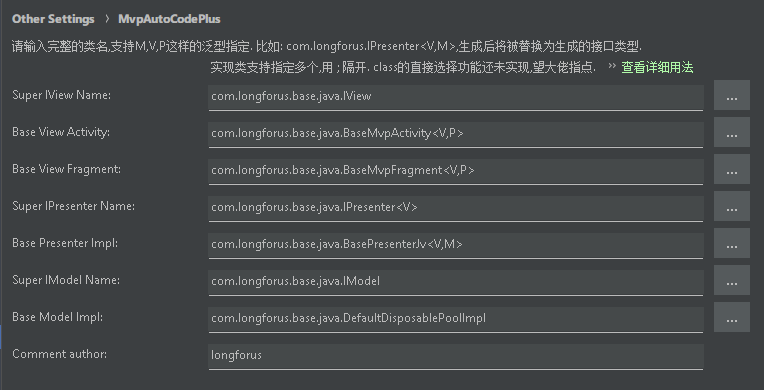 Other Settings › MvpAutoCodePlus
请输入完整的类名,支持M,V,P这样的泛型指定. 比如: com.longforus.IPresenter<V,M>,生成后将被替换为生成的接口类型.
实现类支持指定多个,用 ; 隔开. class的直接选择功能还未实现,望大佬指点. >> 查看详细用法
Super IView Name: com.longforus.base.java.IView ...
Base View Activity: com.longforus.base.java.BaseMvpActivity<V,P> ...
Base View Fragment: com.longforus.base.java.BaseMvpFragment<V,P> ...
Super IPresenter Name: com.longforus.base.java.IPresenter<V> ...
Base Presenter Impl: com.longforus.base.java.BasePresenterJv<V,M> ...
Super IModel Name: com.longforus.base.java.IModel ...
Base Model Impl: com.longforus.base.java.DefaultDisposablePoolImpl ...
Comment author: longforus